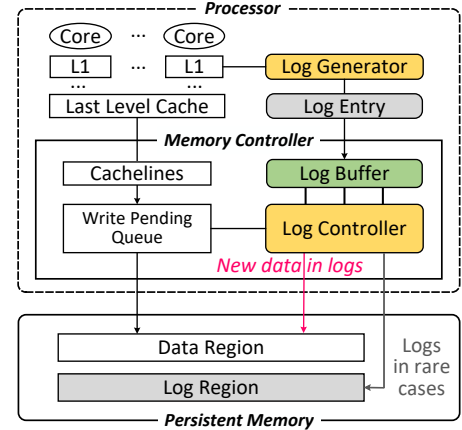 Processor
Core ... Core
L1 ... L1
Log Generator
... ...
Last Level Cache
Log Entry
Memory Controller
Cachelines
Log Buffer
Write Pending
Queue
Log Controller
New data in logs
Data Region
Logs
in rare
cases
Log Region
Persistent Memory